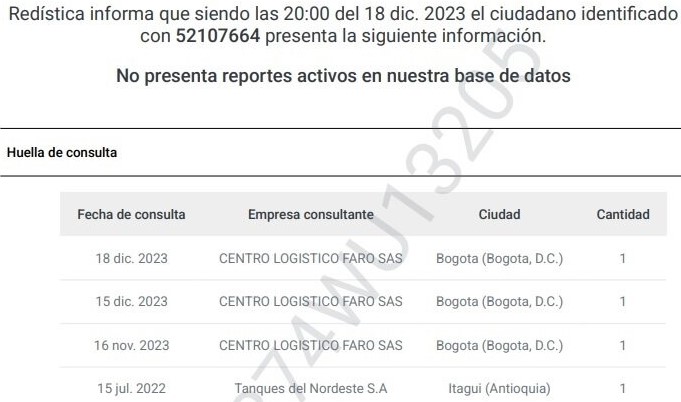 Redística informa que siendo las 20:00 del 18 dic. 2023 el ciudadano identificado
con 52107664 presenta la siguiente información.
No presenta reportes activos en nuestra base de datos
Huella de consulta
Fecha de consulta Empresa consultante Ciudad Cantidad
18 dic. 2023 CENTRO LOGISTICO FARO SAS Bogota (Bogota, D.C.) 1
15 dic. 2023 CENTRO LOGISTICO FARO SAS Bogota (Bogota, D.C.) 1
16 nov. 2023 CENTRO LOGISTICO FARO SAS Bogota (Bogota, D.C.) 1
15 jul. 2022 Tanques del Nordeste S.A Itagui (Antioquia) 1